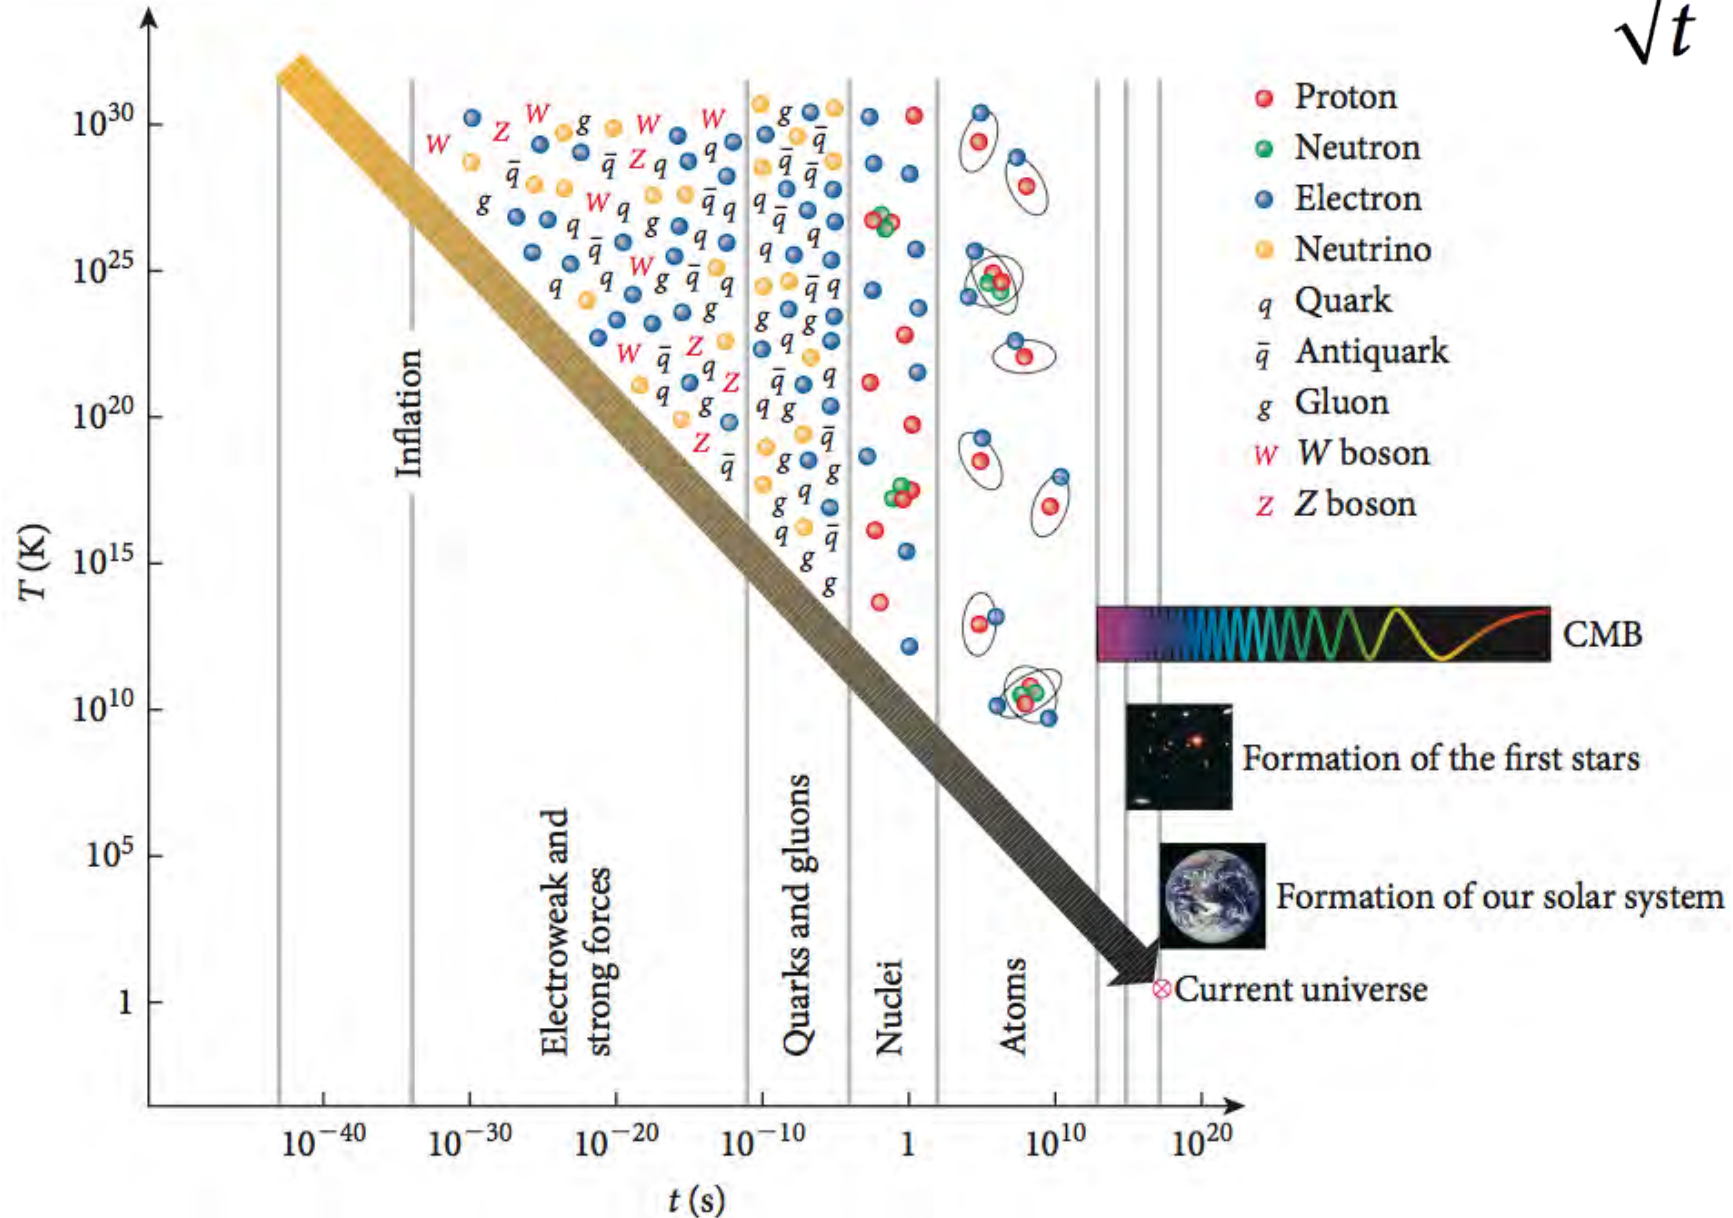 √t
10^30
10^25
10^20
10^15
10^10
10^5
1
T (K)
Inflation
Electroweak and
strong forces
Quarks and gluons
Nuclei
Atoms
10^−40
10^−30
10^−20
10^−10
1
10^10
10^20
t (s)
Proton
Neutron
Electron
Neutrino
q Quark
q̄ Antiquark
g Gluon
W W boson
Z Z boson
CMB
Formation of the first stars
Formation of our solar system
Current universe